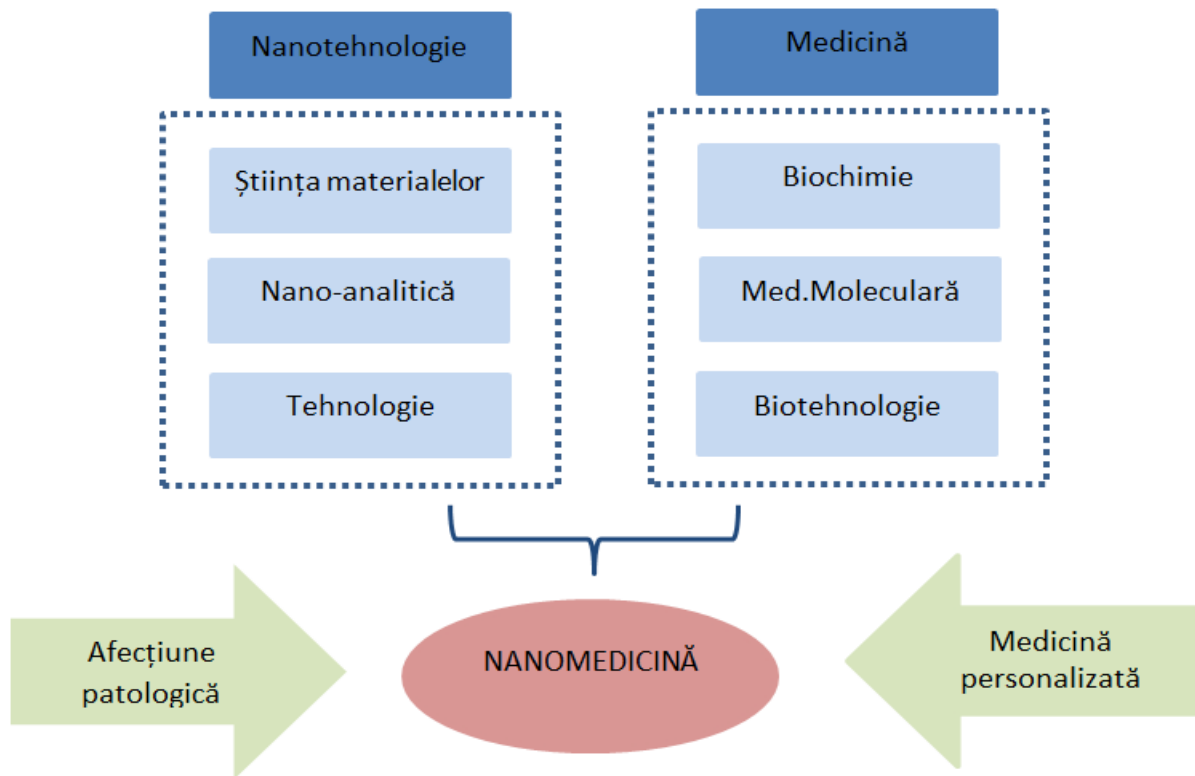 Nanotehnologie
Medicină
Știința materialelor
Nano-analitică
Tehnologie
Biochimie
Med.Moleculară
Biotehnologie
Afecțiune
patologică
NANOMEDICINĂ
Medicină
personalizată